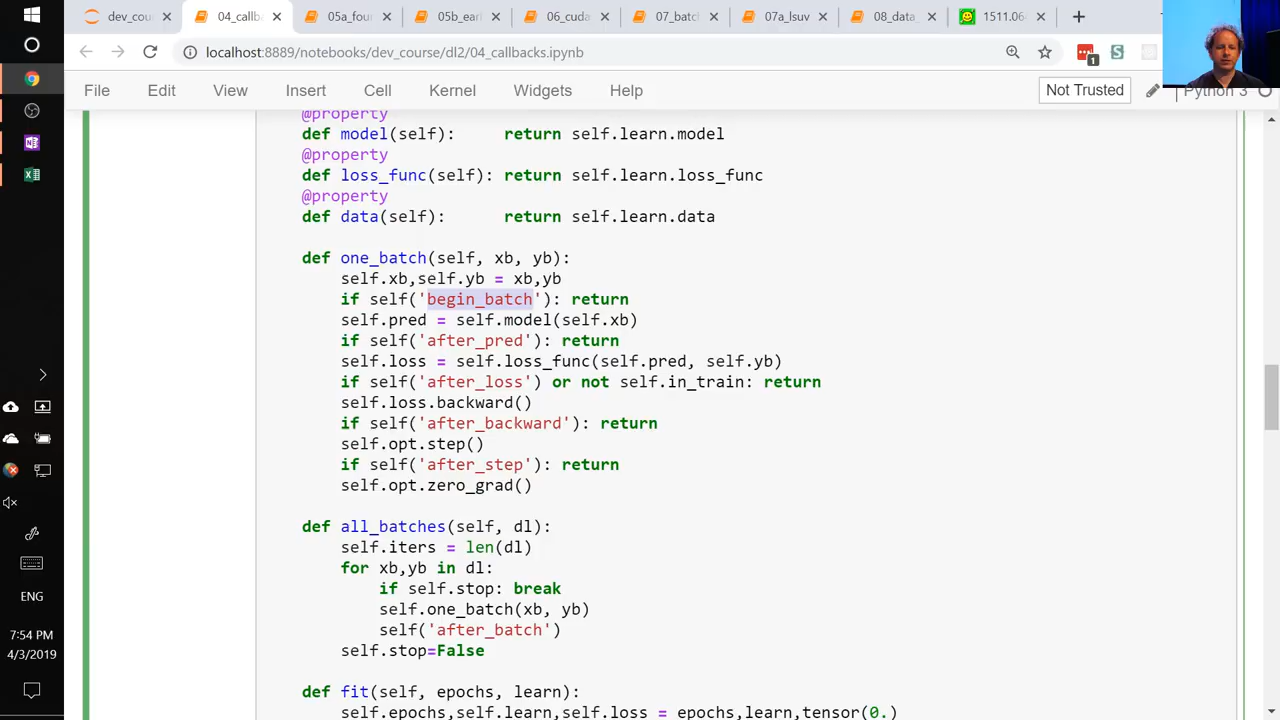 dev_cou
04_callb
05a_fou
05b_earl
06_cuda
07_batch
07a_lsuv
08_data_
1511.06
localhost:8889/notebooks/dev_course/dl2/04_callbacks.ipynb
1
File Edit View Insert Cell Kernel Widgets Help
Not Trusted
Python 3
@property
def model(self): return self.learn.model
@property
def loss_func(self): return self.learn.loss_func
@property
def data(self): return self.learn.data
def one_batch(self, xb, yb):
self.xb,self.yb = xb,yb
if self('begin_batch'): return
self.pred = self.model(self.xb)
if self('after_pred'): return
self.loss = self.loss_func(self.pred, self.yb)
if self('after_loss') or not self.in_train: return
self.loss.backward()
if self('after_backward'): return
self.opt.step()
if self('after_step'): return
self.opt.zero_grad()
def all_batches(self, dl):
self.iters = len(dl)
for xb,yb in dl:
if self.stop: break
self.one_batch(xb, yb)
self('after_batch')
self.stop=False
def fit(self, epochs, learn):
self.epochs,self.learn,self.loss = epochs,learn,tensor(0.)
ENG
7:54 PM
4/3/2019